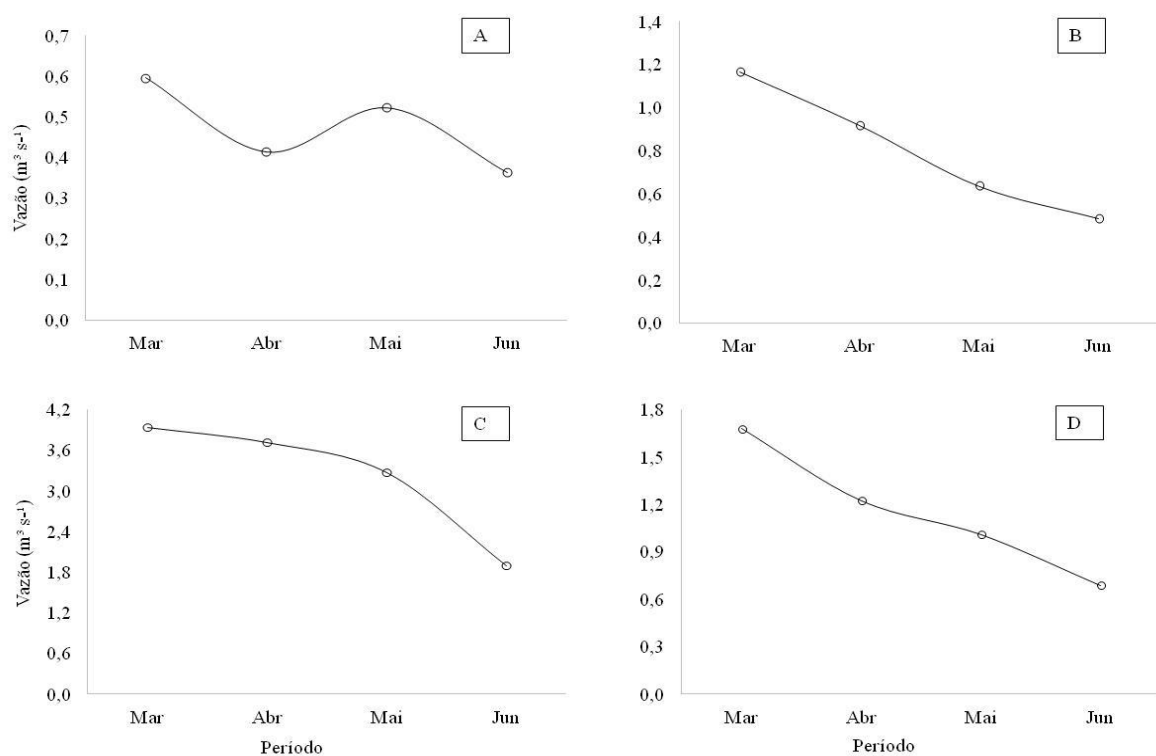 A
Vazão (m³ s-¹)
0,7
0,6
0,5
0,4
0,3
0,2
0,1
0,0
Mar Abr Mai Jun
B
1,4
1,2
1,0
0,8
0,6
0,4
0,2
0,0
Mar Abr Mai Jun
C
Vazão (m³ s-¹)
4,2
3,6
3,0
2,4
1,8
1,2
0,6
0,0
Mar Abr Mai Jun
Período
D
1,8
1,5
1,2
0,9
0,6
0,3
0,0
Mar Abr Mai Jun
Período